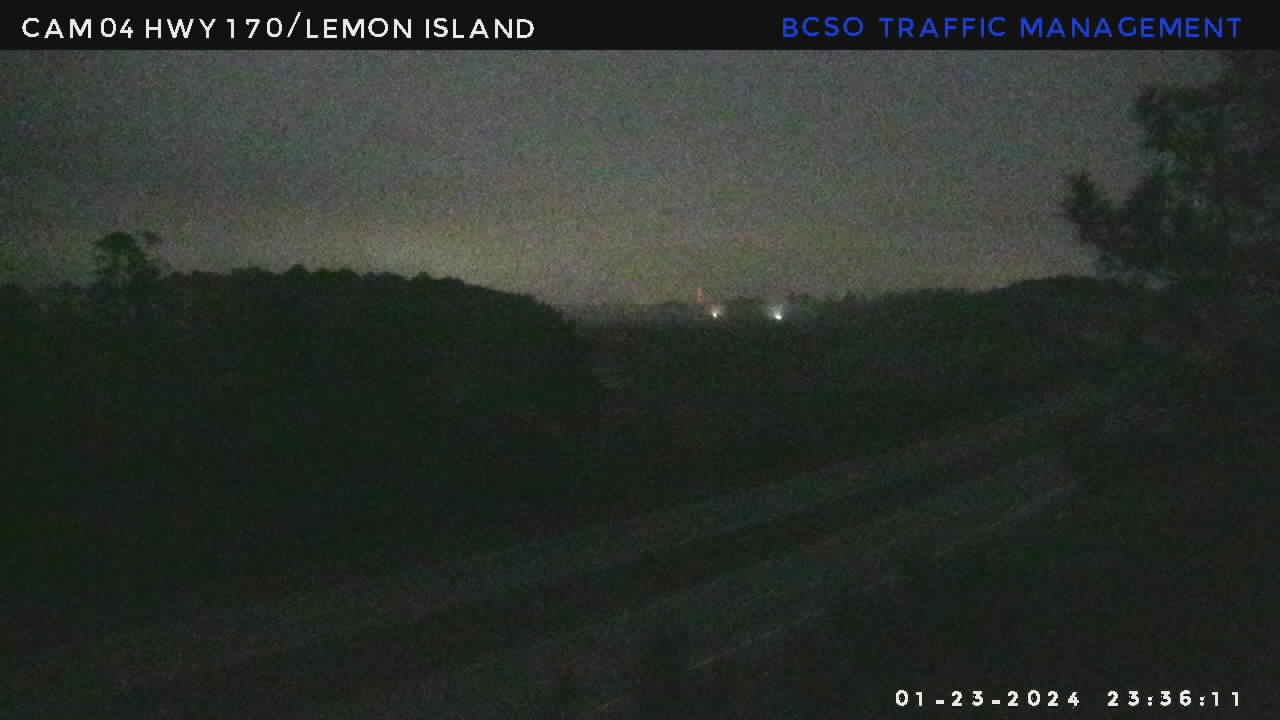 CAM04 HWY 170/LEMON ISLAND
BCSO TRAFFIC MANAGEMENT
01-23-2024 23:36:11